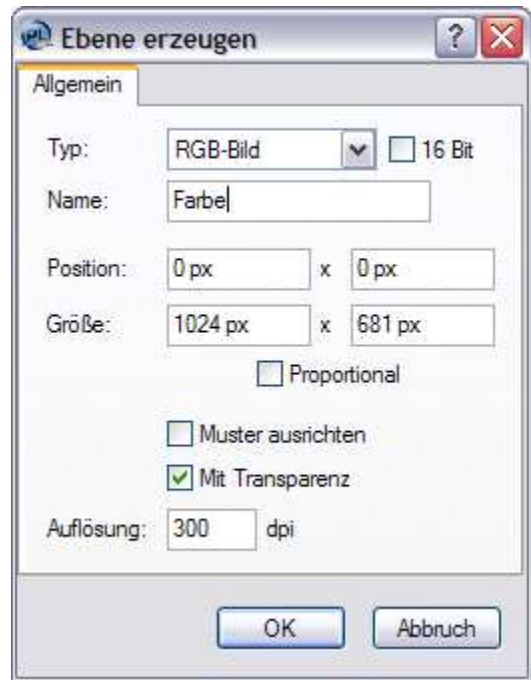 Ebene erzeugen ?
Allgemein
Typ: RGB-Bild 16 Bit
Name: Farbe
Position: 0 px x 0 px
Größe: 1024 px x 681 px
Proportional
Muster ausrichten
Mit Transparenz
Auflösung: 300 dpi
OK Abbruch